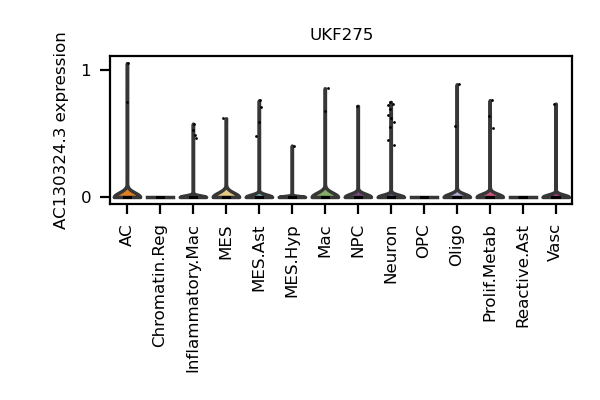 UKF275
AC130324.3 expression
1
0
AC
Chromatin.Reg
Inflammatory.Mac
MES
MES.Ast
MES.Hyp
Mac
NPC
Neuron
OPC
Oligo
Prolif.Metab
Reactive.Ast
Vasc